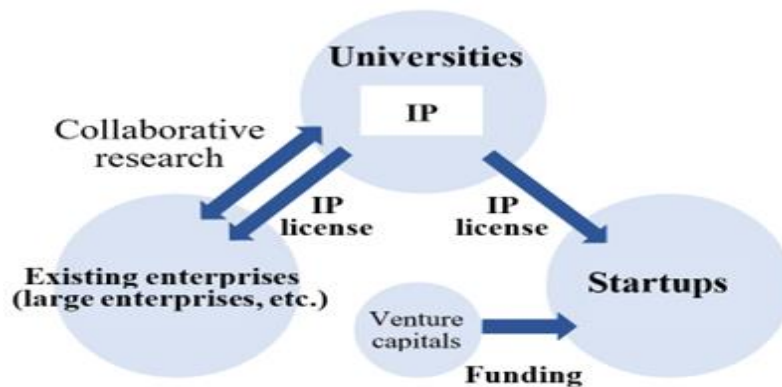 Universities
IP
Collaborative
research
IP
license
IP
license
Existing enterprises
(large enterprises, etc.)
Startups
Venture
capitals
Funding